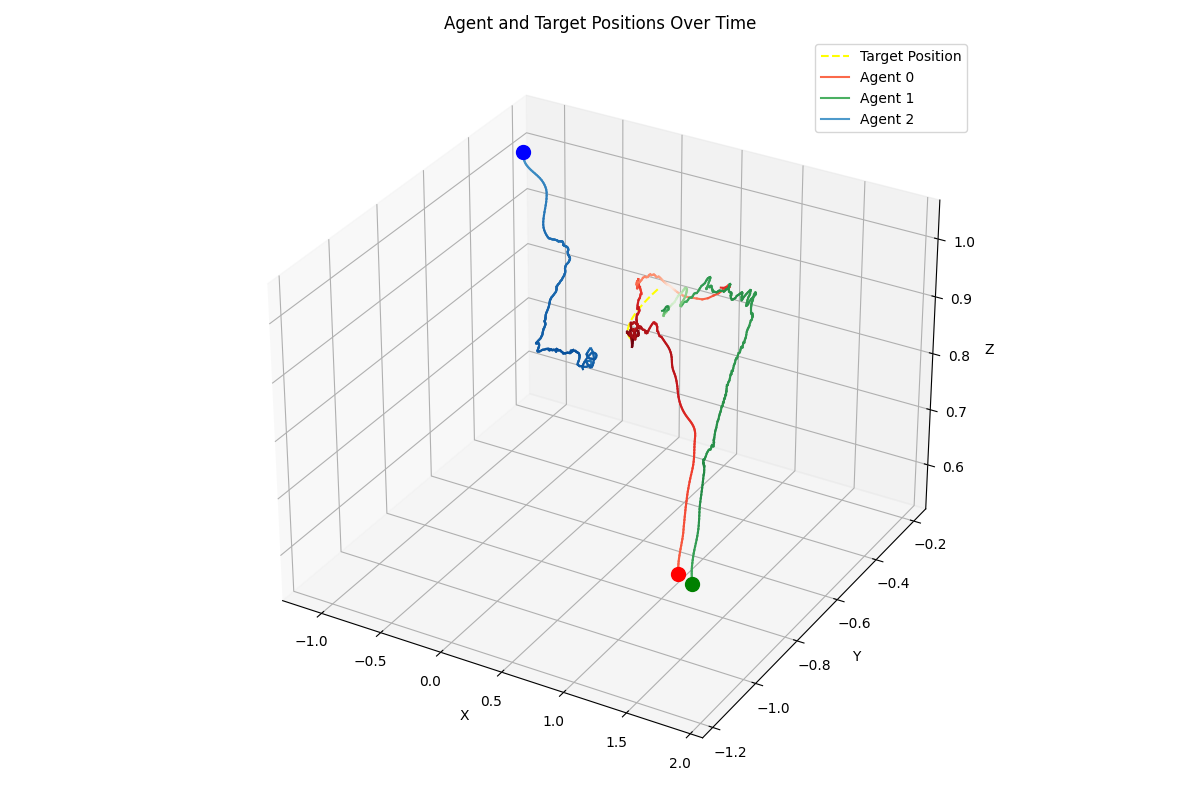 Agent and Target Positions Over Time
Target Position
Agent 0
Agent 1
Agent 2
1.0
0.9
0.8
0.7
0.6
Z
−0.2
−0.4
−0.6
−0.8
−1.0
−1.2
Y
−1.0
−0.5
0.0
0.5
1.0
1.5
2.0
X